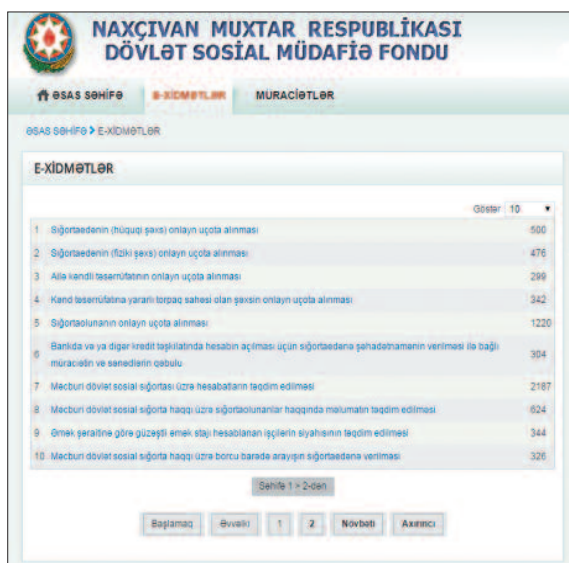 NAXÇIVAN MUXTAR RESPUBLİKASI
DÖVLƏT SOSİAL MÜDAFİƏ FONDU
ƏSAS SƏHİFƏ E-XİDMƏTLƏR MÜRACİƏTLƏR
ƏSAS SƏHİFƏ > E-XİDMƏTLƏR
E-XİDMƏTLƏR
Göstər 10
1 Sığortaedənin (hüquqi şəxs) onlayn uçota alınması 500
2 Sığortaedənin (fiziki şəxs) onlayn uçota alınması 476
3 Ailə kəndli təsərrüfatının onlayn uçota alınması 299
4 Kənd təsərrüfatına yararlı torpaq sahəsi olan şəxsin onlayn uçota alınması 342
5 Sığortaolunanın onlayn uçota alınması 1220
6 Bankda və ya digər kredit təşkilatında hesabın açılması üçün sığortaedənə şəhadətnamənin verilməsi ilə bağlı
müraciətin və sənədlərin qəbulu 304
7 Məcburi dövlət sosial sığortası üzrə hesabatların təqdim edilməsi 2187
8 Məcburi dövlət sosial sığorta haqqı üzrə sığortaolunanlar haqqında məlumatın təqdim edilməsi 624
9 Əmək şəraitinə görə güzəştli əmək stajı hesablanan işçilərin siyahısının təqdim edilməsi 344
10 Məcburi dövlət sosial sığorta haqqı üzrə borcu barədə arayışın sığortaedənə verilməsi 326
Səhifə 1 > 2-dən
Başlamaq Əvvəlki 1 2 Növbəti Axırıncı